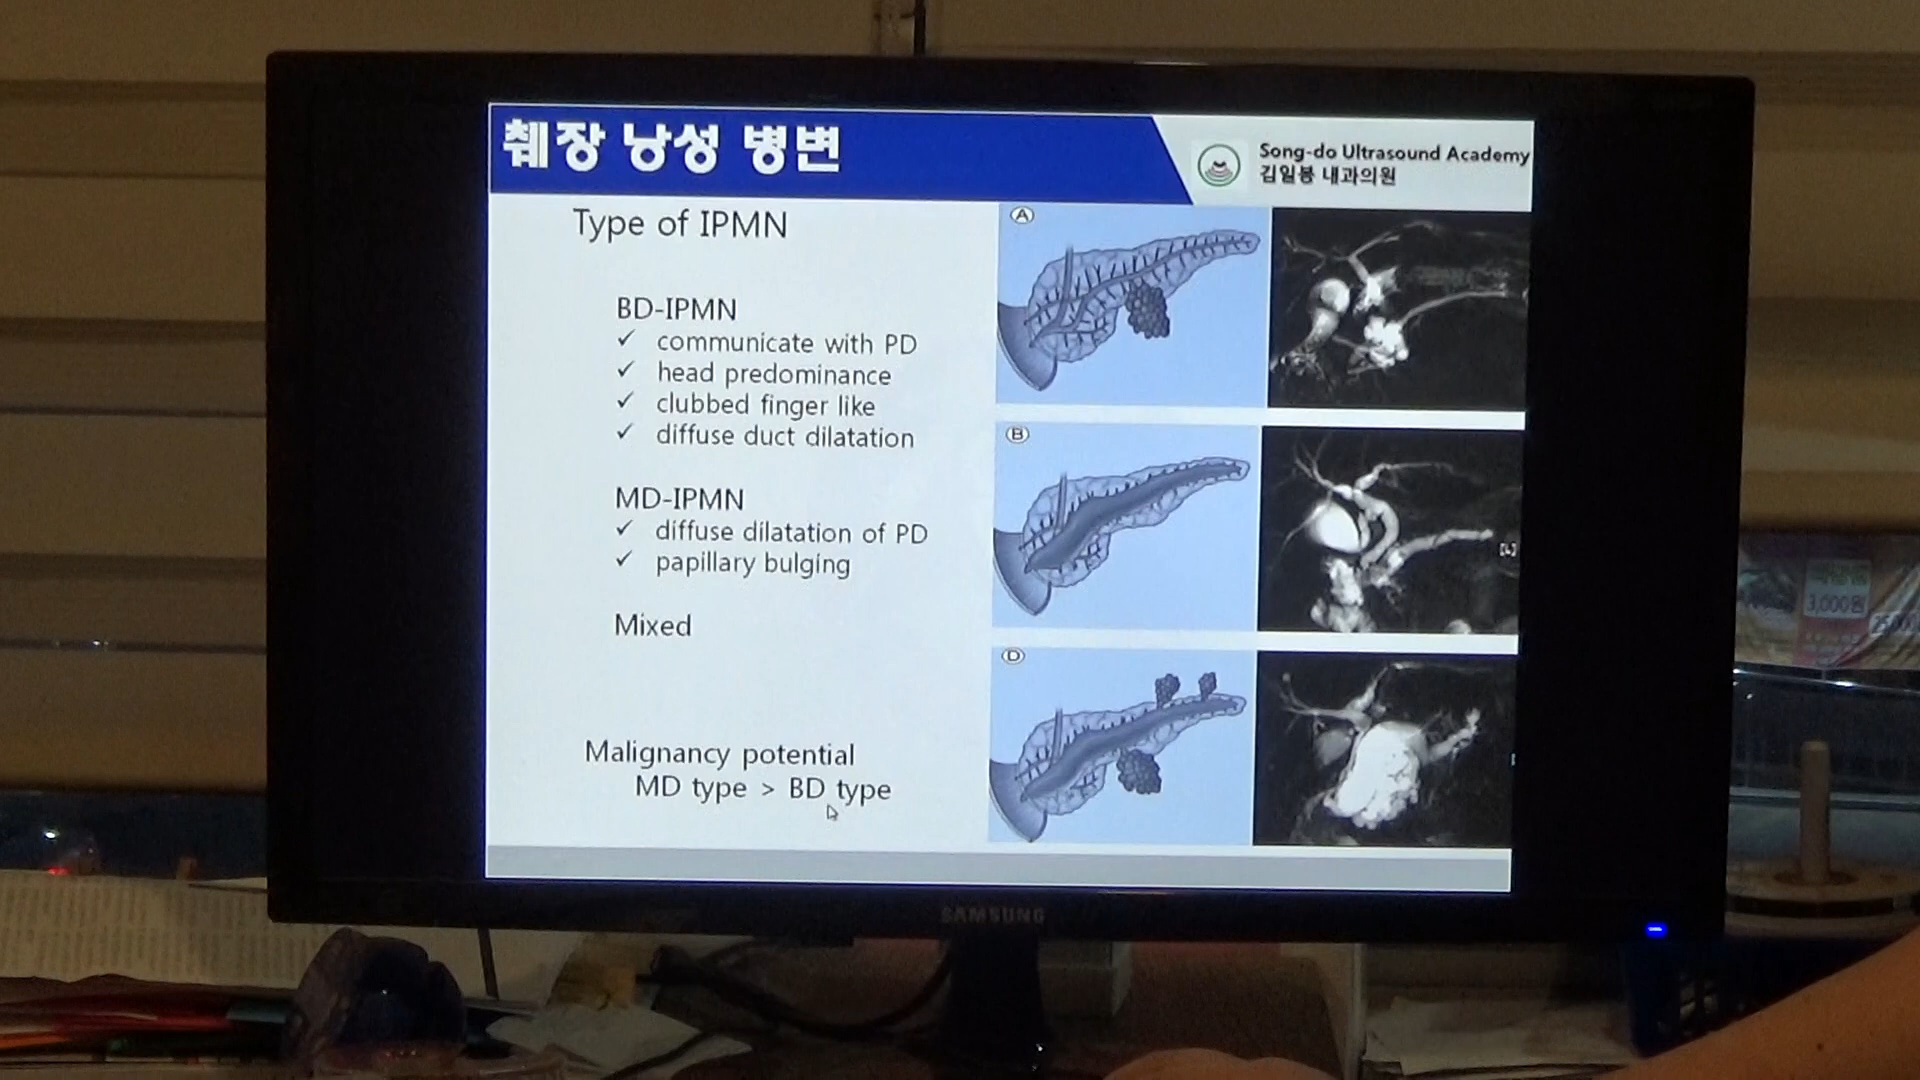 췌장 낭성 병변
Song-do Ultrasound Academy
김일봉 내과의원
Type of IPMN
BD-IPMN
✓ communicate with PD
✓ head predominance
✓ clubbed finger like
✓ diffuse duct dilatation
MD-IPMN
✓ diffuse dilatation of PD
✓ papillary bulging
Mixed
Malignancy potential
MD type > BD type
A
B
D
[L]
SAMSUNG
3,000원